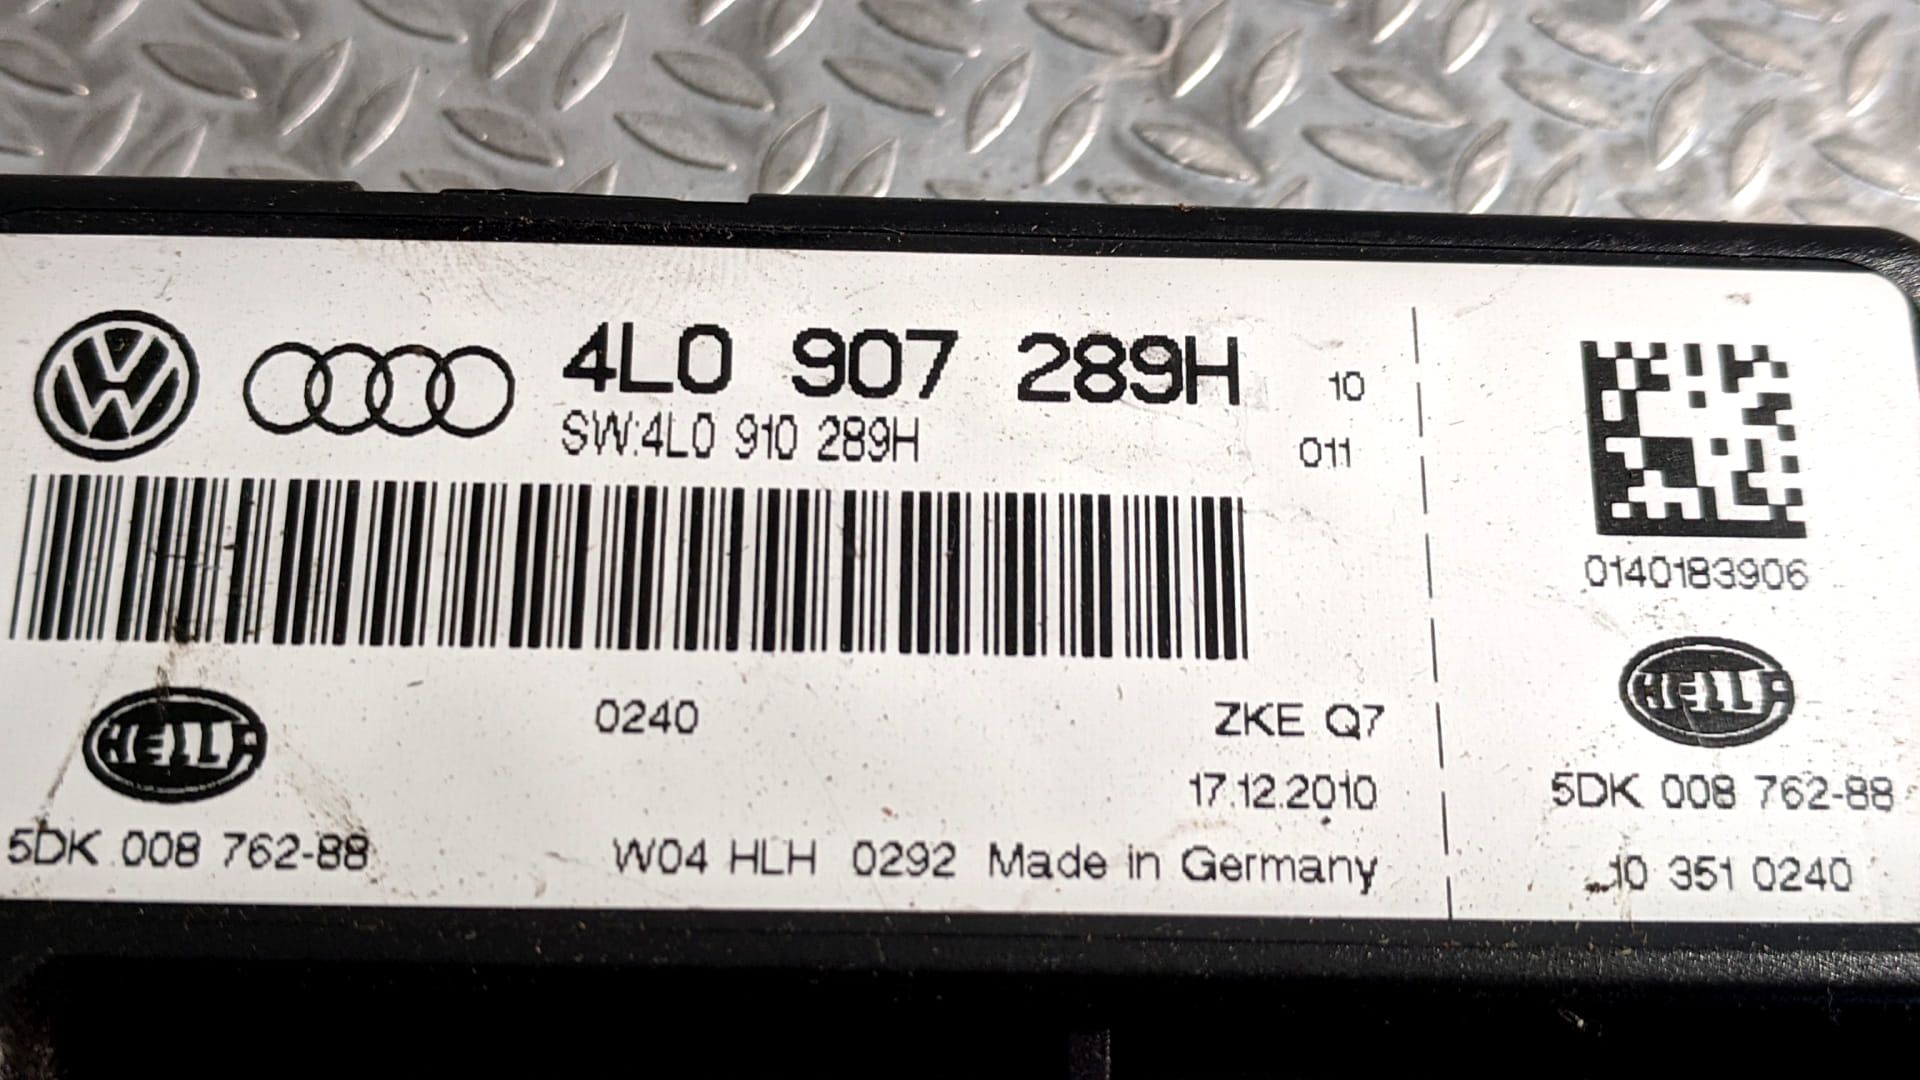 4L0 907 289H 10
SW:4L0 910 289H 011
0240 ZKE Q7
17.12.2010
HELLA
5DK 008 762-88
W04 HLH 0292 Made in Germany
0140183906
HELLA
5DK 008 762-88
10 351 0240